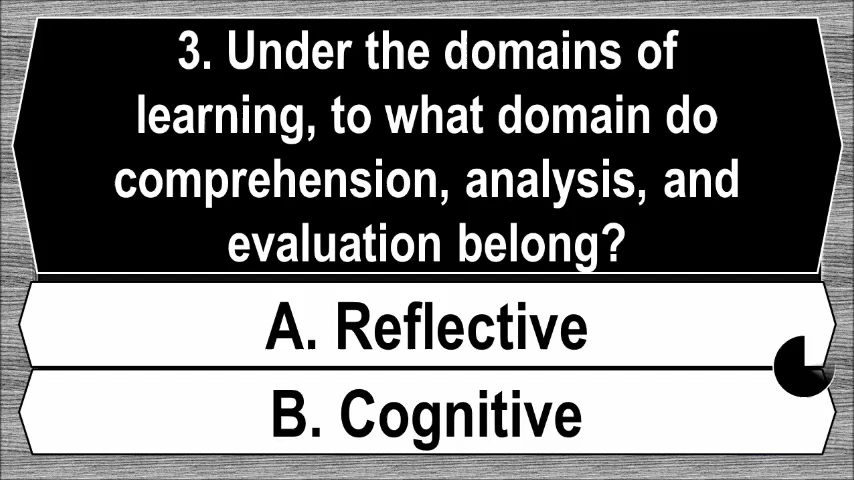 3. Under the domains of
learning, to what domain do
comprehension, analysis, and
evaluation belong?
A. Reflective
B. Cognitive